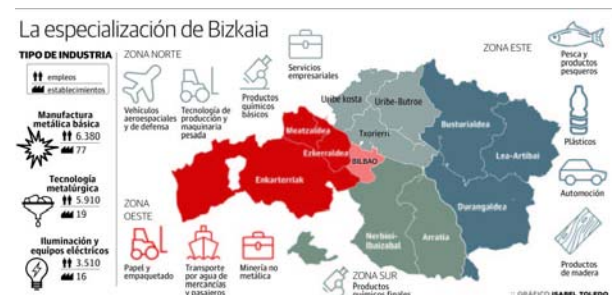 La especialización de Bizkaia
TIPO DE INDUSTRIA
empleos
establecimientos
Manufactura
metálica básica
6.380
77
Tecnología
metalúrgica
5.910
19
Iluminación y
equipos eléctricos
3.510
16
ZONA NORTE
Vehículos
aeroespaciales
y de defensa
Tecnología de
producción y
maquinaria
pesada
Productos
químicos
básicos
Servicios
empresariales
ZONA ESTE
Pesca y
productos
pesqueros
Plásticos
Automoción
Productos
de madera
Uribe kosta
Uribe-Butroe
Txorierri
Meatzaldea
Ezkerraldea
BILBAO
Enkarterriak
Busturialdea
Lea-Artibai
Durangaldea
Nerbioi-
Ibaizabal
Arratia
ZONA
OESTE
Papel y
empaquetado
Transporte
por agua de
mercancías
y pasajeros
Minería no
metálica
ZONA SUR
Productos
químicos finales
GRÁFICO ISABEL TOLEDO